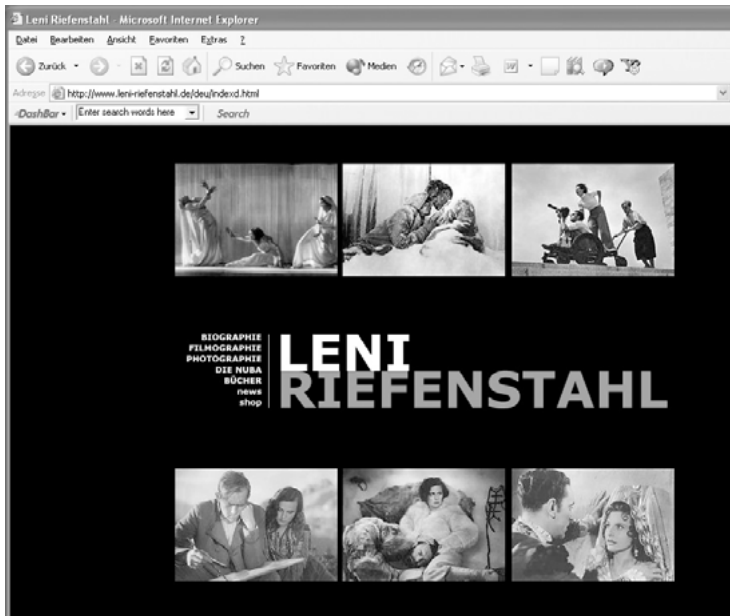 Leni Riefenstahl - Microsoft Internet Explorer
Datei Bearbeiten Ansicht Favoriten Extras ?
Zurück Suchen Favoriten Medien
Adresse http://www.leni-riefenstahl.de/deu/indexd.html
DashBar Enter search words here Search
BIOGRAPHIE
FILMOGRAPHIE
PHOTOGRAPHIE
DIE NUBA
BÜCHER
news
shop
LENI
RIEFENSTAHL